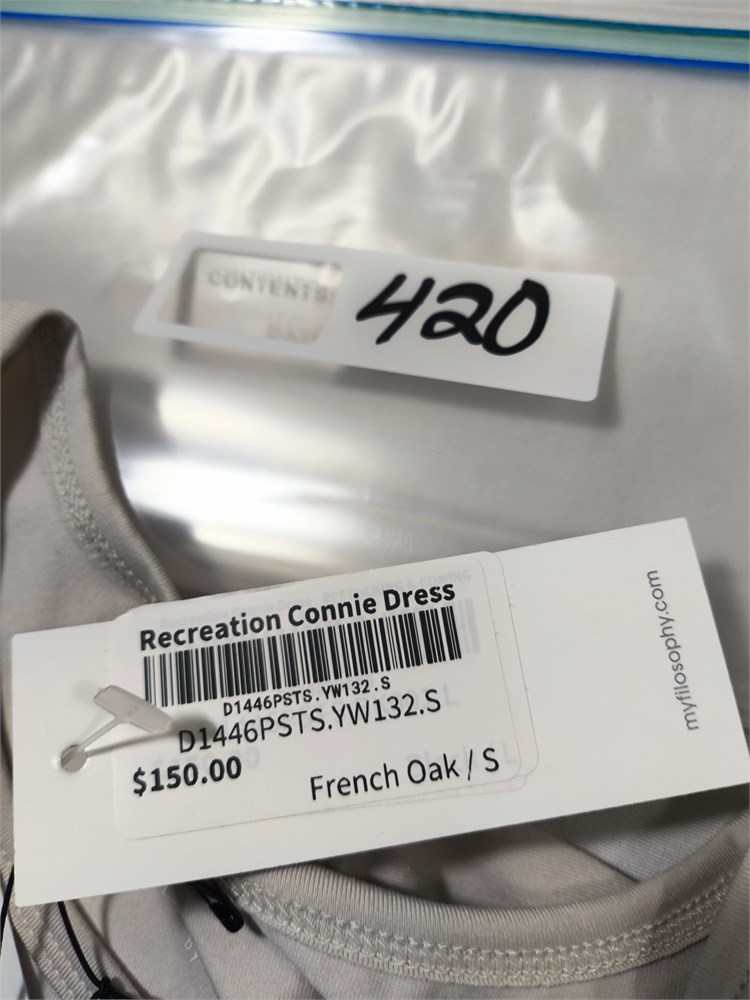 CONTENTS:
420
Recreation Connie Dress
D1446PSTS.YW132.S
D1446PSTS.YW132.S
$150.00
French Oak / S
myfilosophy.com